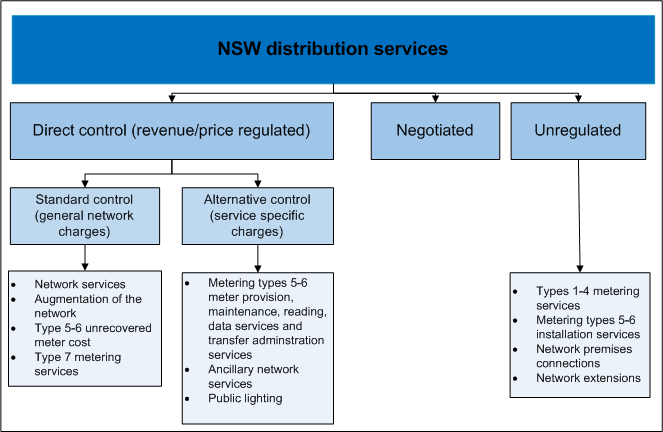 NSW distribution services
Direct control (revenue/price regulated)
Negotiated
Unregulated
Standard control
(general network
charges)
Alternative control
(service specific
charges)
• Network services
• Augmentation of the
network
• Type 5-6 unrecovered
meter cost
• Type 7 metering
services
• Metering types 5-6
meter provision,
maintenance, reading,
data services and
transfer adminstration
services
• Ancillary network
services
• Public lighting
• Types 1-4 metering
services
• Metering types 5-6
installation services
• Network premises
connections
• Network extensions